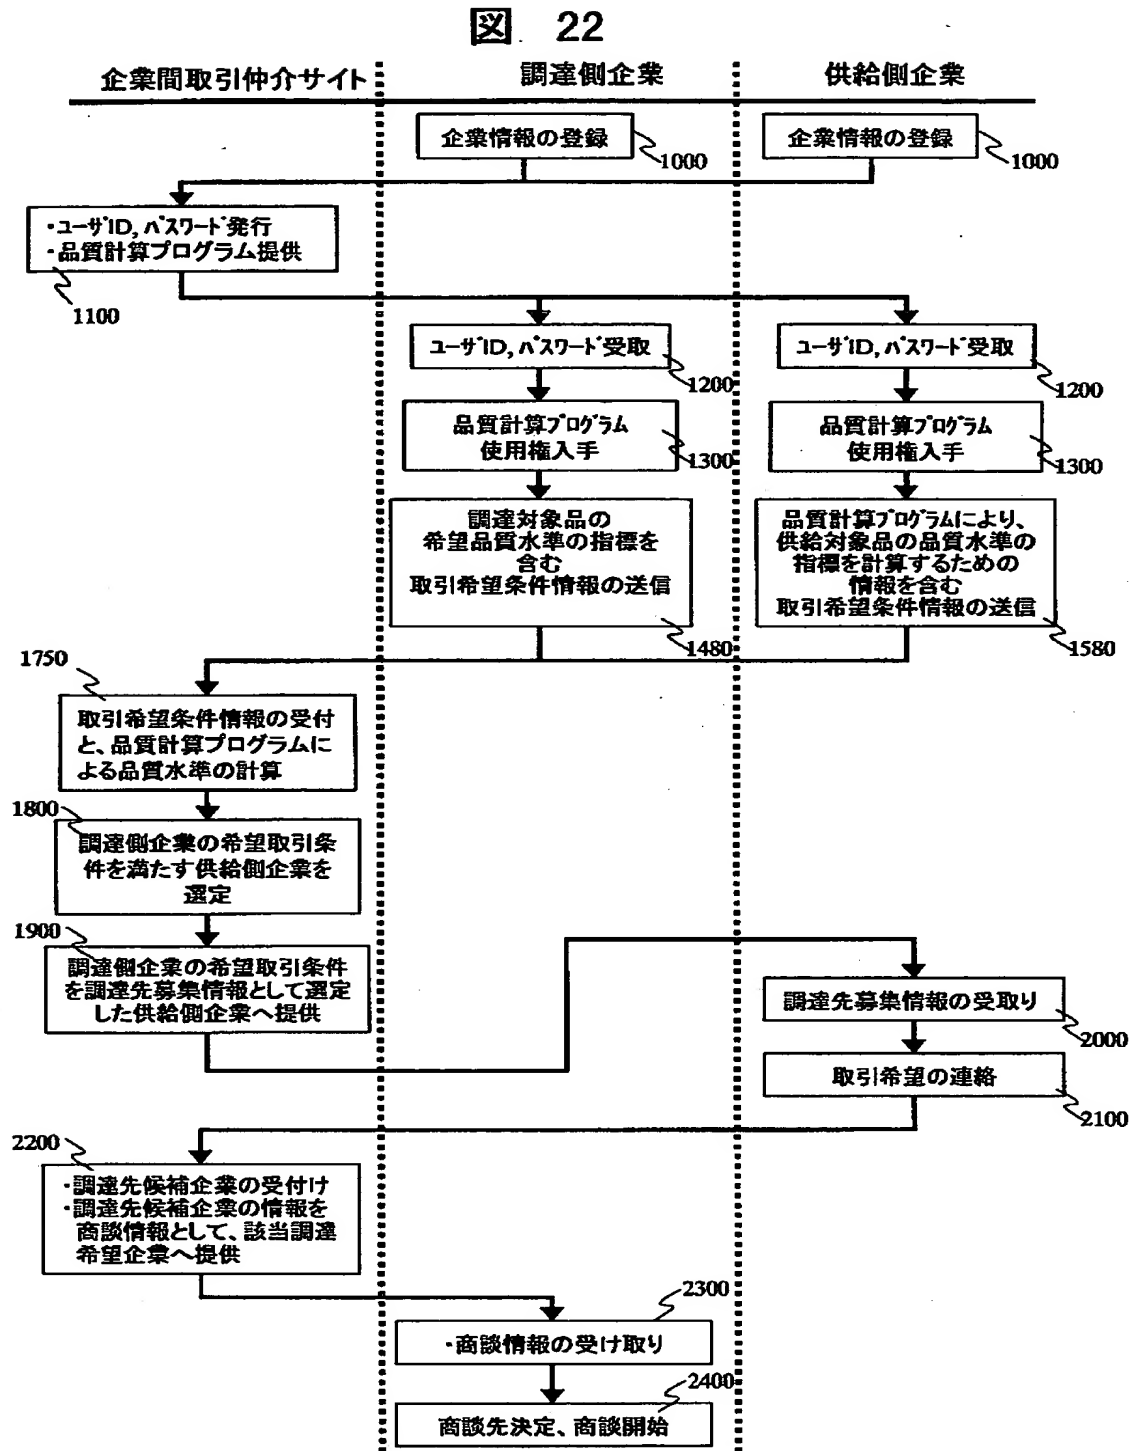 図 22
企業間取引仲介サイト
調達側企業
供給側企業
企業情報の登録
1000
企業情報の登録
1000
・ユーザID, パスワード発行
・品質計算プログラム提供
1100
ユーザID, パスワード受取
1200
ユーザID, パスワード受取
1200
品質計算プログラム
使用権入手
1300
品質計算プログラム
使用権入手
1300
調達対象品の
希望品質水準の指標を
含む
取引希望条件情報の送信
1480
品質計算プログラムにより、
供給対象品の品質水準の
指標を計算するための
情報を含む
取引希望条件情報の送信
1580
1750
取引希望条件情報の受付
と、品質計算プログラムに
よる品質水準の計算
1800
調達側企業の希望取引条
件を満たす供給側企業を
選定
1900
調達側企業の希望取引条件
を調達先募集情報として選定
した供給側企業へ提供
調達先募集情報の受取り
2000
取引希望の連絡
2100
2200
・調達先候補企業の受付け
・調達先候補企業の情報を
商談情報として、該当調達
希望企業へ提供
2300
・商談情報の受け取り
2400
商談先決定、商談開始